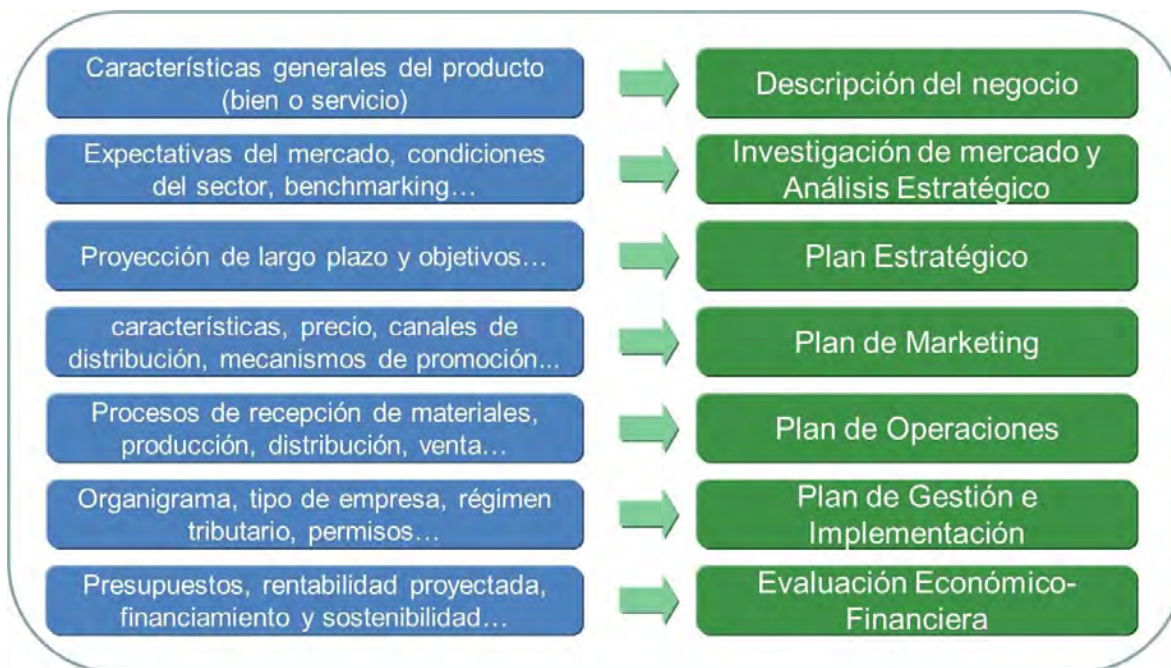 Características generales del producto
(bien o servicio)
Descripción del negocio
Expectativas del mercado, condiciones
del sector, benchmarking…
Investigación de mercado y
Análisis Estratégico
Proyección de largo plazo y objetivos…
Plan Estratégico
características, precio, canales de
distribución, mecanismos de promoción...
Plan de Marketing
Procesos de recepción de materiales,
producción, distribución, venta…
Plan de Operaciones
Organigrama, tipo de empresa, régimen
tributario, permisos…
Plan de Gestión e
Implementación
Presupuestos, rentabilidad proyectada,
financiamiento y sostenibilidad…
Evaluación Económico-
Financiera